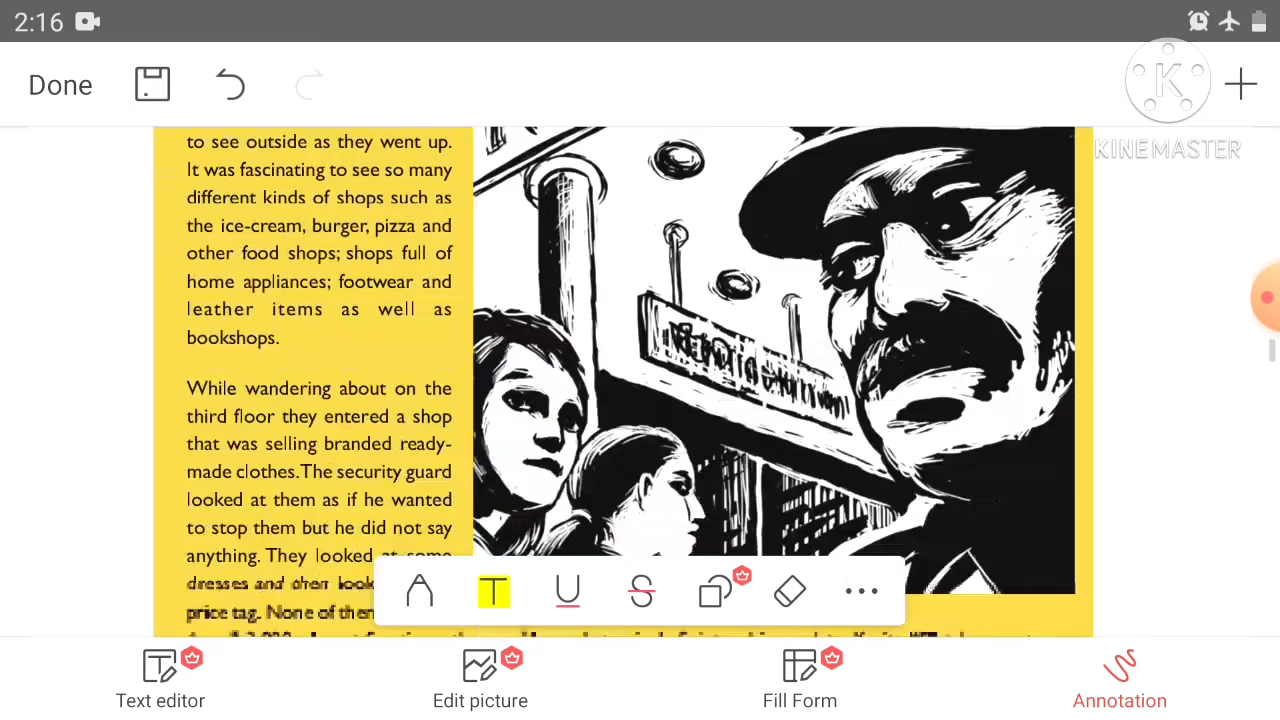 2:16
Done
KINEMASTER
to see outside as they went up.
It was fascinating to see so many
different kinds of shops such as
the ice-cream, burger, pizza and
other food shops; shops full of
home appliances; footwear and
leather items as well as
bookshops.
While wandering about on the
third floor they entered a shop
that was selling branded ready-
made clothes. The security guard
looked at them as if he wanted
to stop them but he did not say
anything. They looked at some
dresses and then look
price tag. None of them
Text editor
Edit picture
Fill Form
Annotation